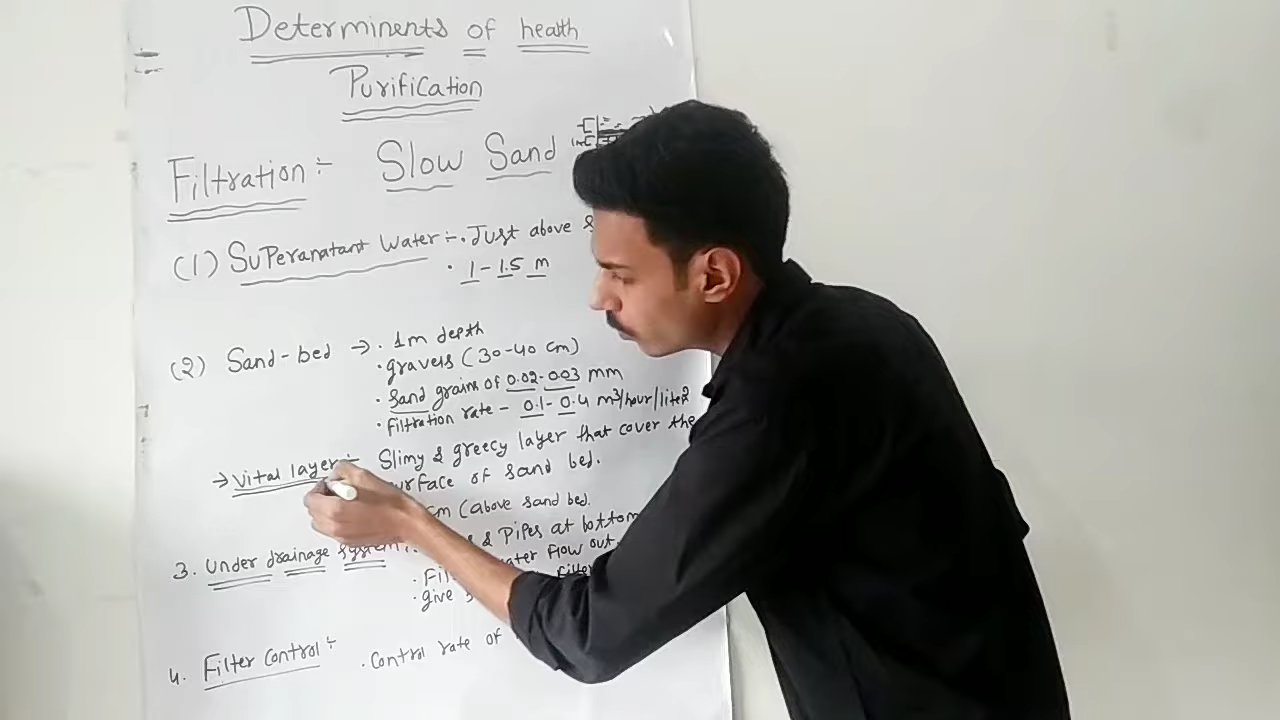 Determinents of health
Purification
Filtration :- Slow Sand
(1) Superanatant Water :- • Just above
• 1 - 1.5 m
(2) Sand-bed → • 1m depth
• gravers (30-40 cm)
• Sand grains of 0.02-0.03 mm
• filtration rate - 0.1-0.4 m³/hour/liter
→ Vital layer :- Slimy & greecy layer that cover the
surface of sand bed.
cm (above sand bed.
3. Under drainage system : & Pipes at bottom
water flow out.
filter
• give
4. Filter control :- • control rate of